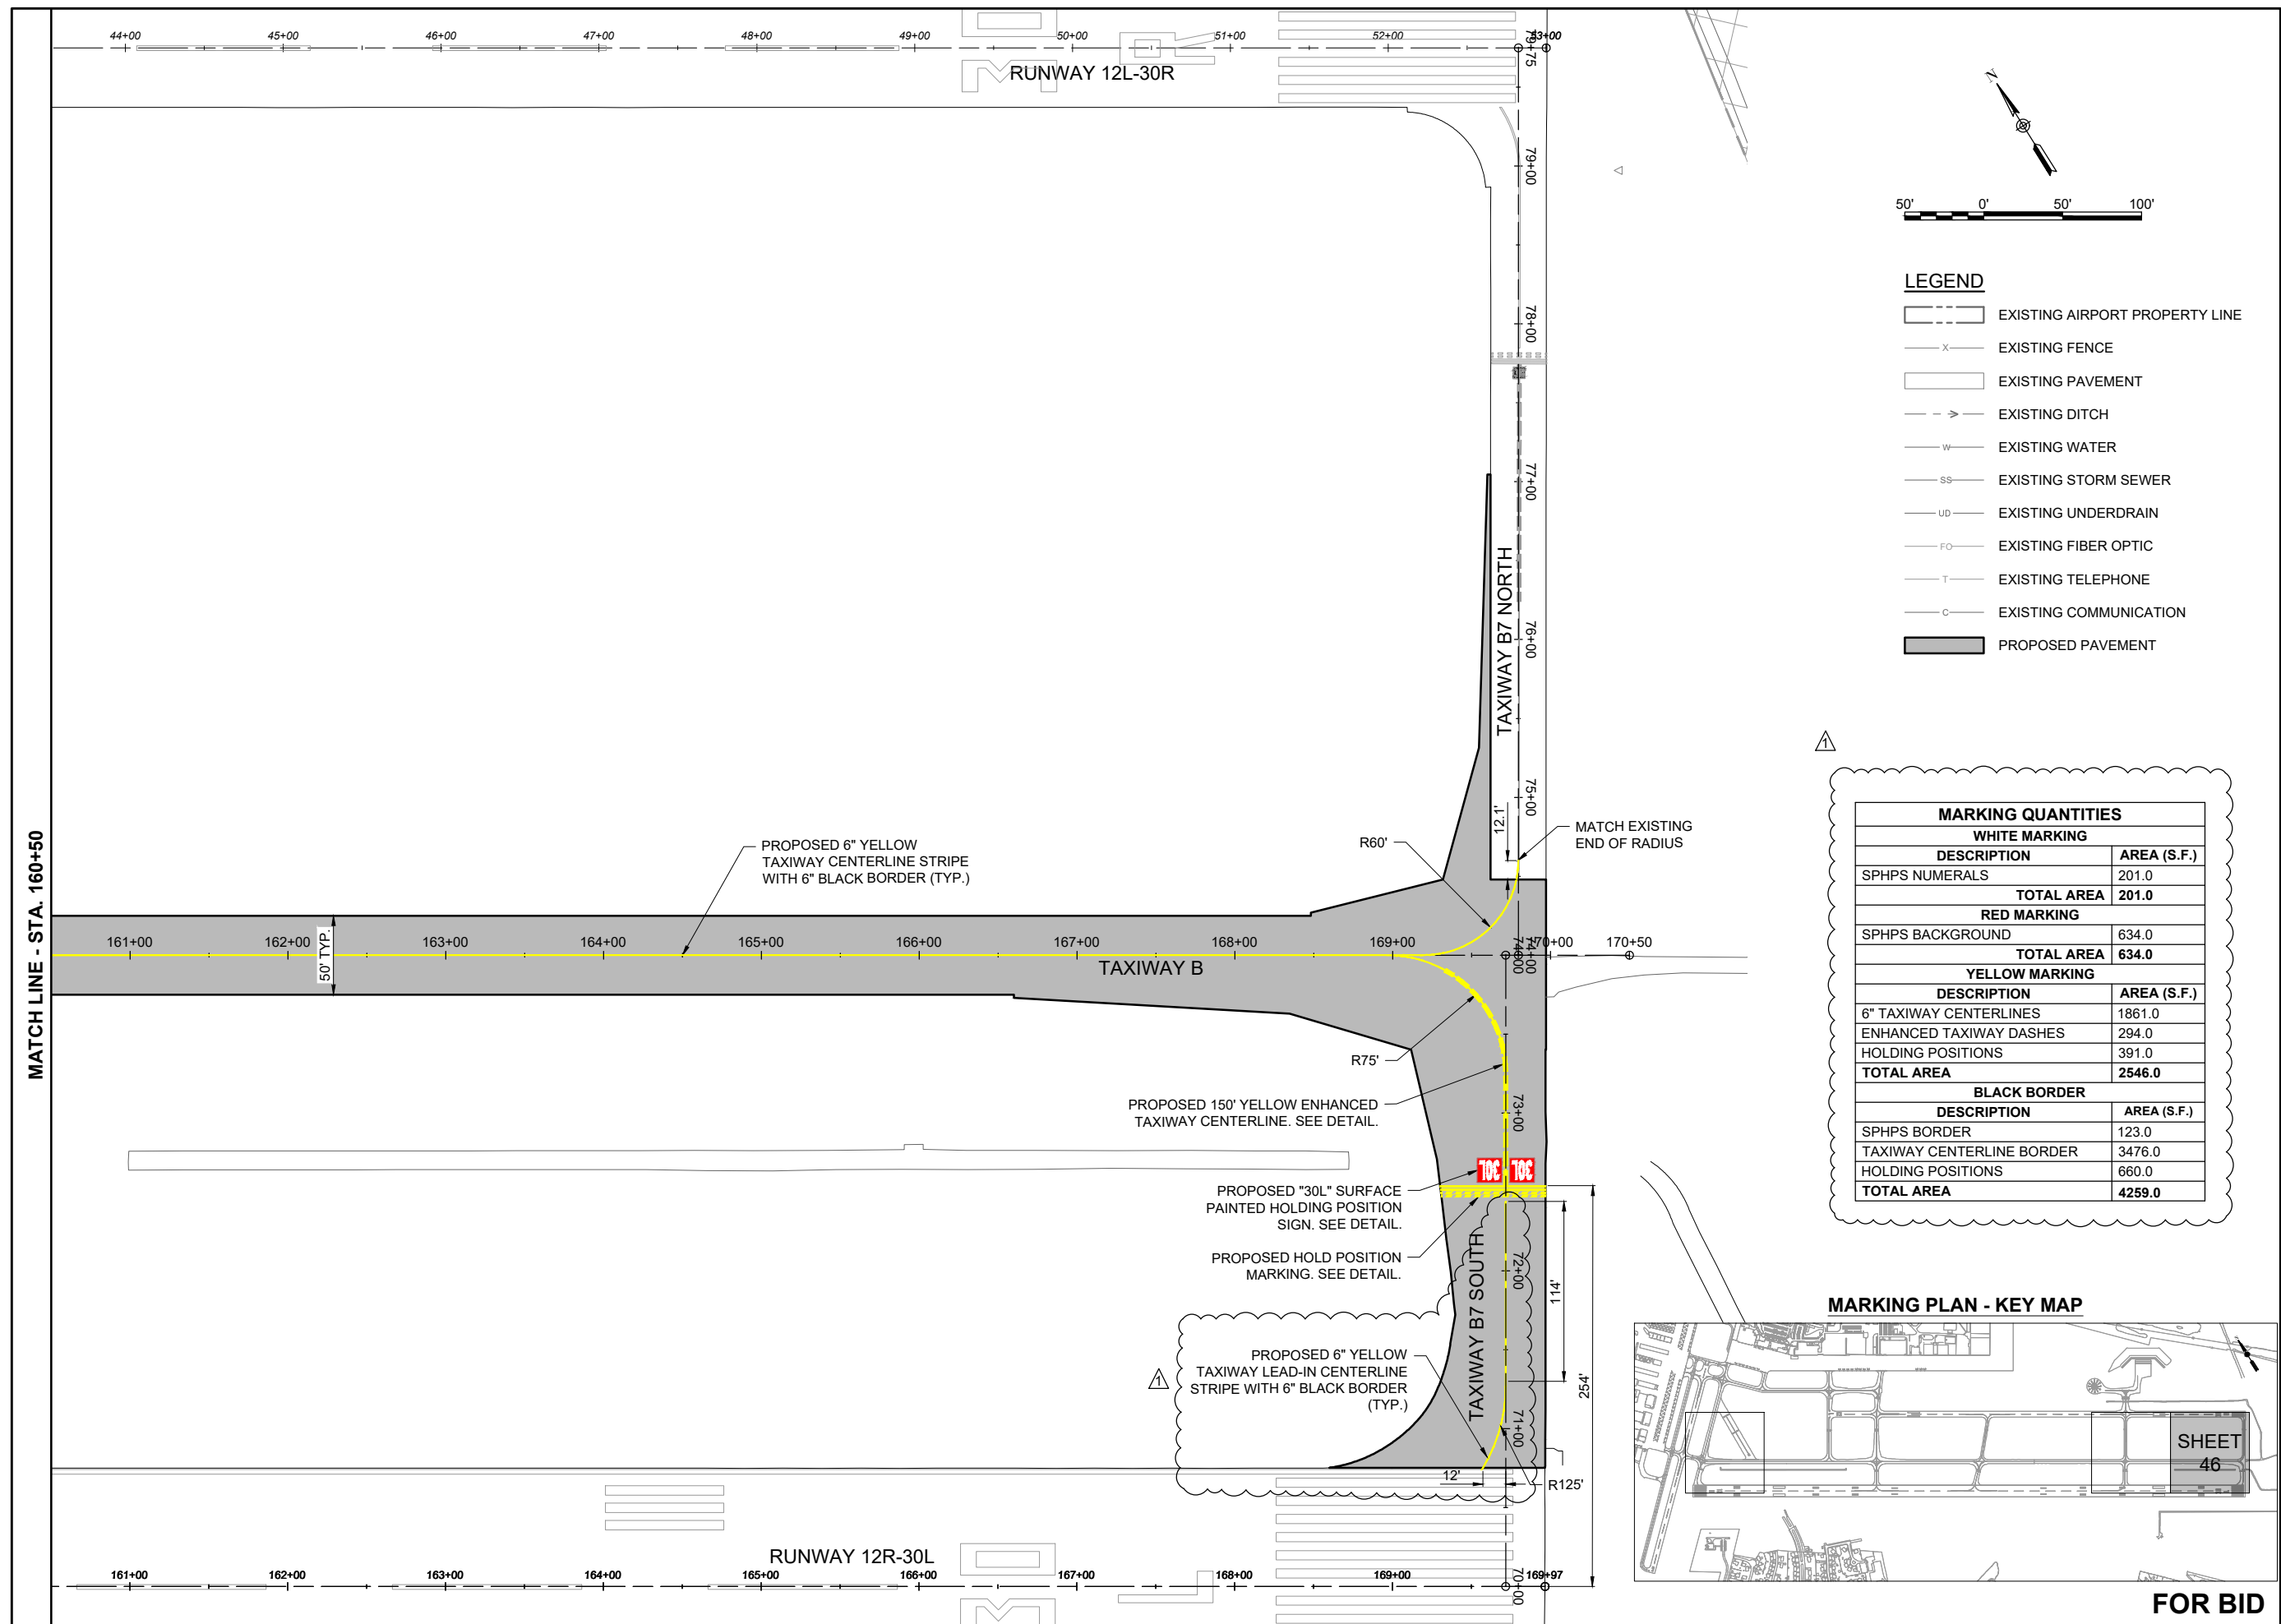 44+00 45+00 46+00 47+00 48+00 49+00 50+00 51+00 52+00 53+00
79+75
RUNWAY 12L-30R
79+00
78+00
77+00
76+00
75+00
74+00
TAXIWAY B7 NORTH
N
50' 0' 50' 100'
LEGEND
EXISTING AIRPORT PROPERTY LINE
X EXISTING FENCE
EXISTING PAVEMENT
EXISTING DITCH
W EXISTING WATER
SS EXISTING STORM SEWER
UD EXISTING UNDERDRAIN
FO EXISTING FIBER OPTIC
T EXISTING TELEPHONE
C EXISTING COMMUNICATION
PROPOSED PAVEMENT
MATCH LINE - STA. 160+50
PROPOSED 6" YELLOW
TAXIWAY CENTERLINE STRIPE
WITH 6" BLACK BORDER (TYP.)
R60'
12.1'
MATCH EXISTING
END OF RADIUS
161+00 162+00 163+00 164+00 165+00 166+00 167+00 168+00 169+00 170+00 170+50
50' TYP.
TAXIWAY B
74+00
R75'
PROPOSED 150' YELLOW ENHANCED
TAXIWAY CENTERLINE. SEE DETAIL.
73+00
30L 30L
PROPOSED "30L" SURFACE
PAINTED HOLDING POSITION
SIGN. SEE DETAIL.
PROPOSED HOLD POSITION
MARKING. SEE DETAIL.
72+00
TAXIWAY B7 SOUTH
114'
254'
1
PROPOSED 6" YELLOW
TAXIWAY LEAD-IN CENTERLINE
STRIPE WITH 6" BLACK BORDER
(TYP.)
71+00
12'
R125'
RUNWAY 12R-30L
161+00 162+00 163+00 164+00 165+00 166+00 167+00 168+00 169+00 169+97
70+00
1
MARKING QUANTITIES
WHITE MARKING
DESCRIPTION AREA (S.F.)
SPHPS NUMERALS 201.0
TOTAL AREA 201.0
RED MARKING
SPHPS BACKGROUND 634.0
TOTAL AREA 634.0
YELLOW MARKING
DESCRIPTION AREA (S.F.)
6" TAXIWAY CENTERLINES 1861.0
ENHANCED TAXIWAY DASHES 294.0
HOLDING POSITIONS 391.0
TOTAL AREA 2546.0
BLACK BORDER
DESCRIPTION AREA (S.F.)
SPHPS BORDER 123.0
TAXIWAY CENTERLINE BORDER 3476.0
HOLDING POSITIONS 660.0
TOTAL AREA 4259.0
MARKING PLAN - KEY MAP
SHEET
46
FOR BID